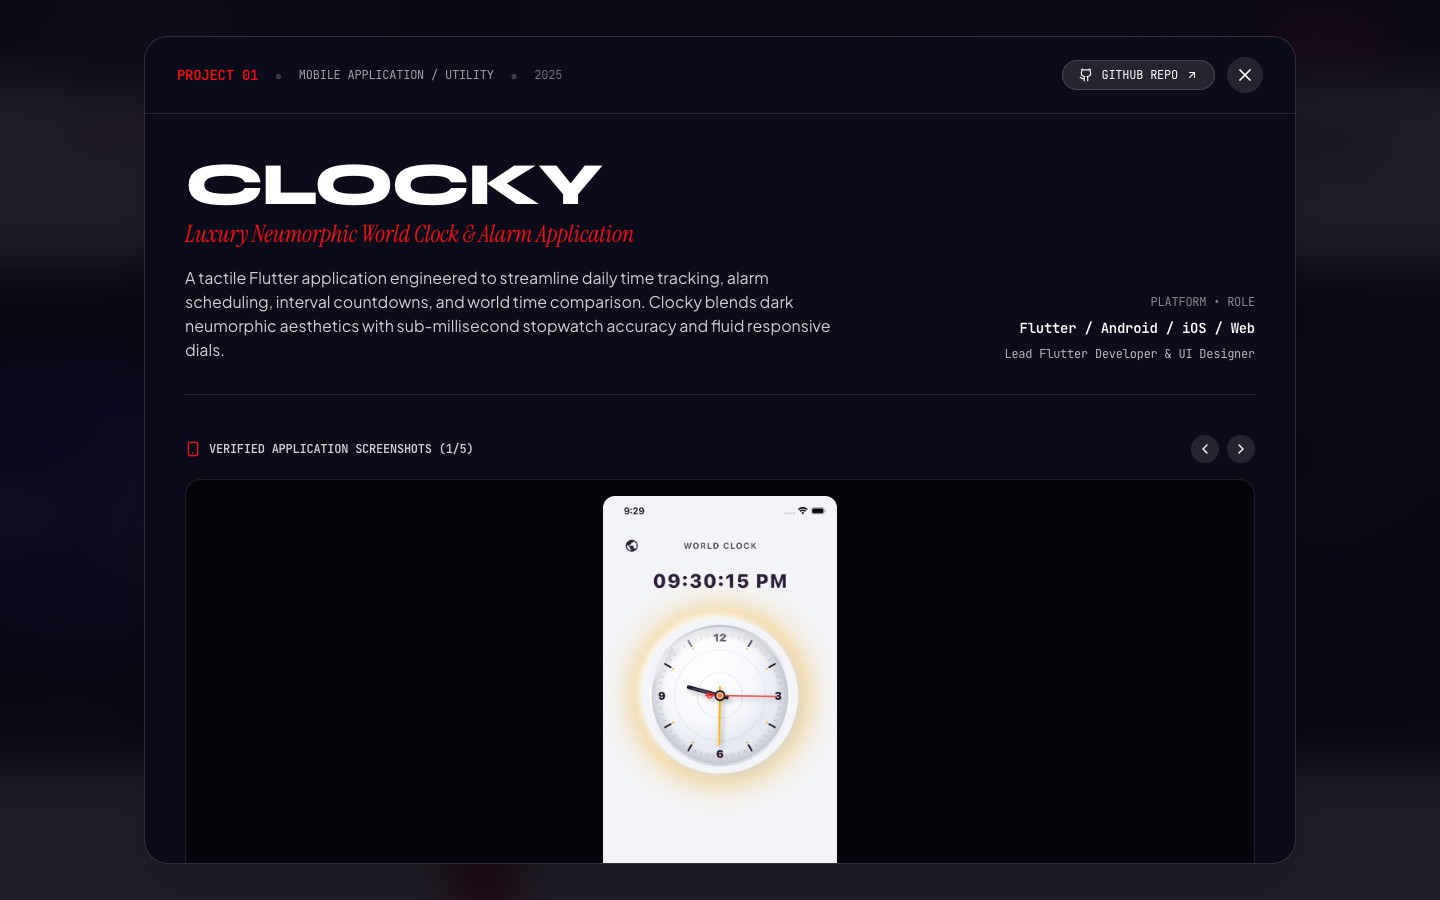 PROJECT 01 • MOBILE APPLICATION / UTILITY • 2025
GITHUB REPO
CLOCKY
Luxury Neumorphic World Clock & Alarm Application
A tactile Flutter application engineered to streamline daily time tracking, alarm
scheduling, interval countdowns, and world time comparison. Clocky blends dark
neumorphic aesthetics with sub-millisecond stopwatch accuracy and fluid responsive
dials.
PLATFORM • ROLE
Flutter / Android / iOS / Web
Lead Flutter Developer & UI Designer
VERIFIED APPLICATION SCREENSHOTS (1/5)
9:29
WORLD CLOCK
09:30:15 PM
12
9
3
6